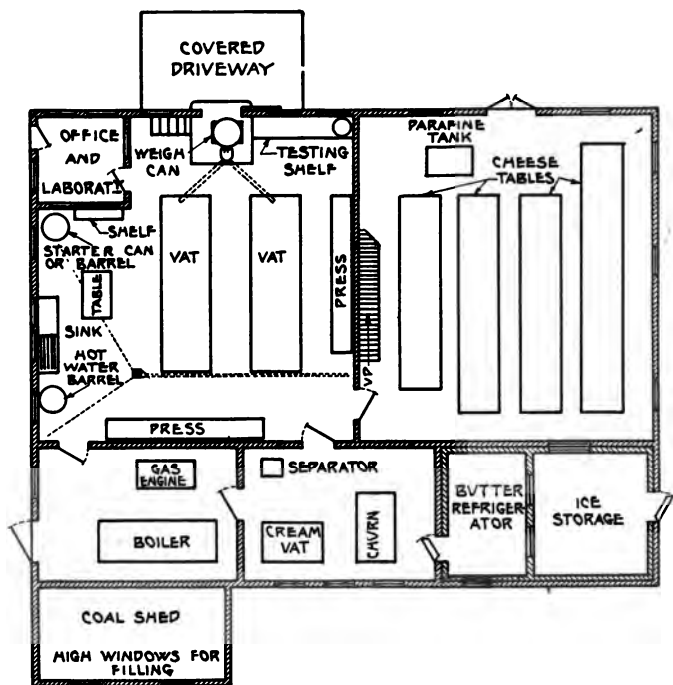 COVERED
DRIVEWAY
OFFICE
AND
LABORAT
WEIGH
CAN
TESTING
SHELF
PARAFINE
TANK
CHEESE
TABLES
SHELF
STARTER CAN
OR BARREL
VAT
VAT
PRESS
TABLE
SINK
HOT
WATER
BARREL
UP
PRESS
GAS
ENGINE
SEPARATOR
BOILER
CREAM
VAT
CHURN
BUTTER
REFRIGER
ATOR
ICE
STORAGE
COAL SHED
HIGH WINDOWS FOR
FILLING